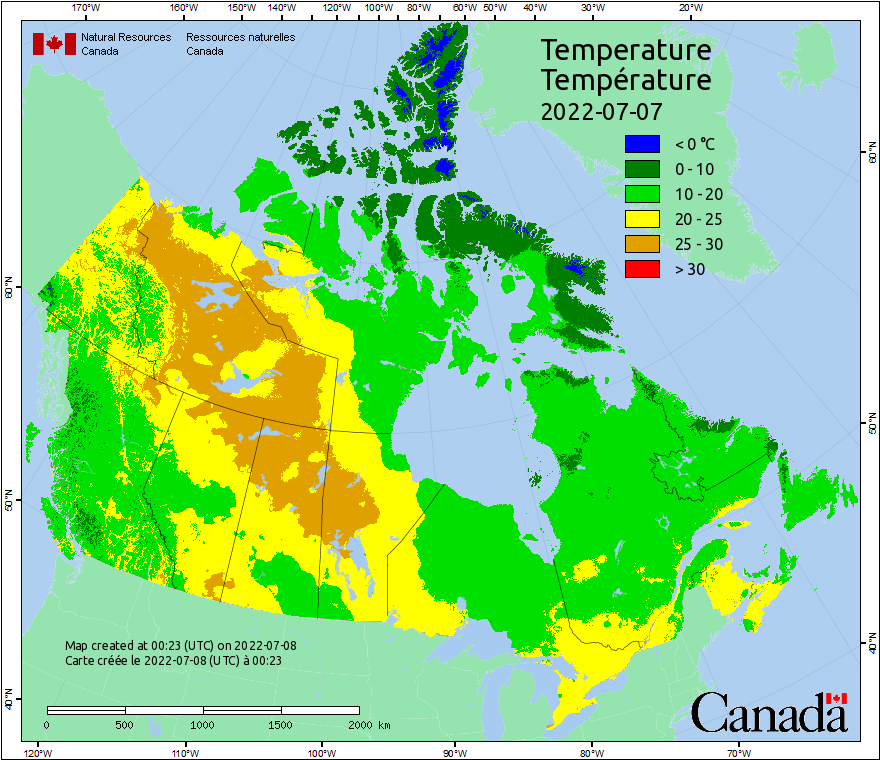 170°W 160°W 150°W 140°W 130°W 120°W 110°W 100°W 80°W 60°W 50°W 40°W 30°W 20°W
Natural Resources Ressources naturelles
Canada Canada
Temperature
Température
2022-07-07
< 0 °C
0 - 10
10 - 20
20 - 25
25 - 30
> 30
60°N
60°N
50°N
50°N
40°N
40°N
Map created at 00:23 (UTC) on 2022-07-08
Carte créée le 2022-07-08 (UTC) à 00:23
0 500 1000 1500 2000 km
Canada
120°W 110°W 100°W 90°W 80°W 70°W